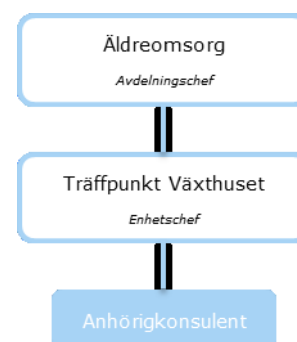 Äldreomsorg
Avdelningschef
Träffpunkt Växthuset
Enhetschef
Anhörigkonsulent